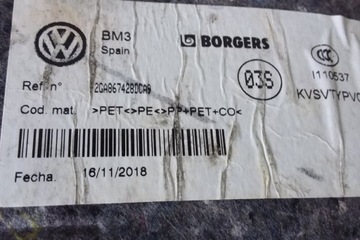 BM3
Spain
BORGERS
03S
I110537
KVSVTYPVC
Ref. nº 2GA867428DCA9
Cod. mat. >PET<>PE<>PP+PET+CO<
Fecha. 16/11/2018